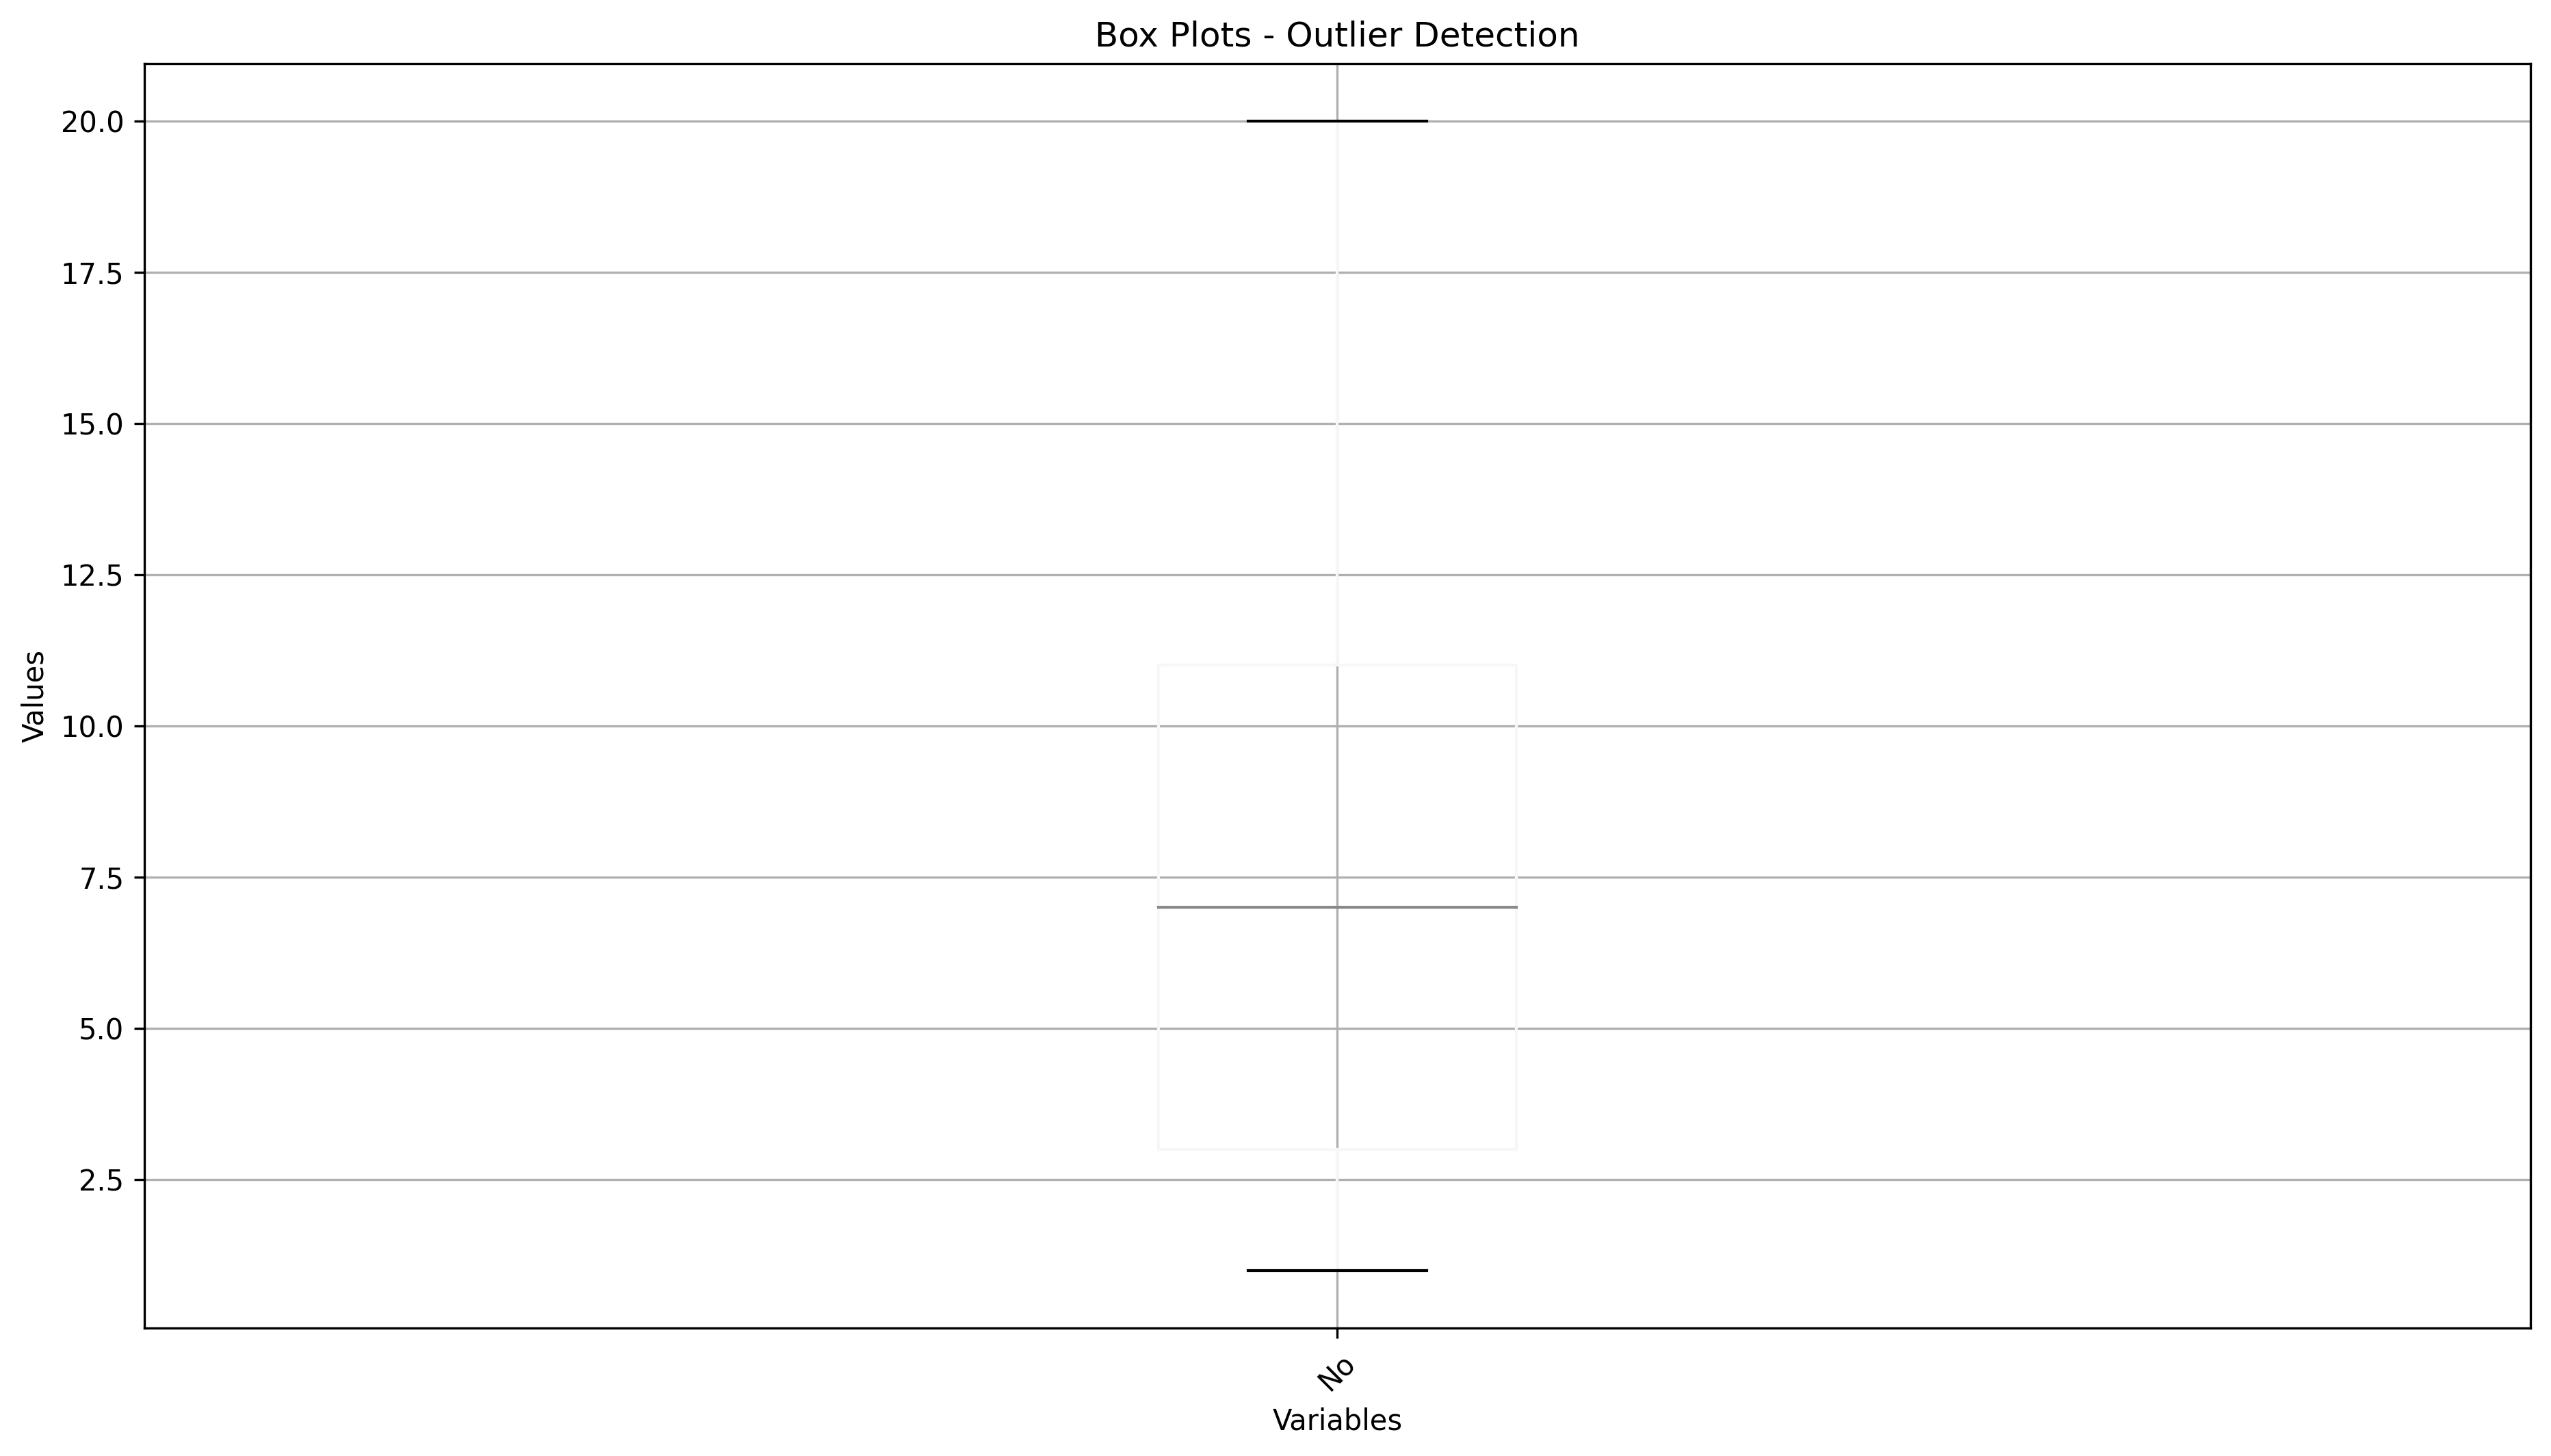 Box Plots - Outlier Detection
20.0
17.5
15.0
12.5
10.0
7.5
5.0
2.5
Values
No
Variables